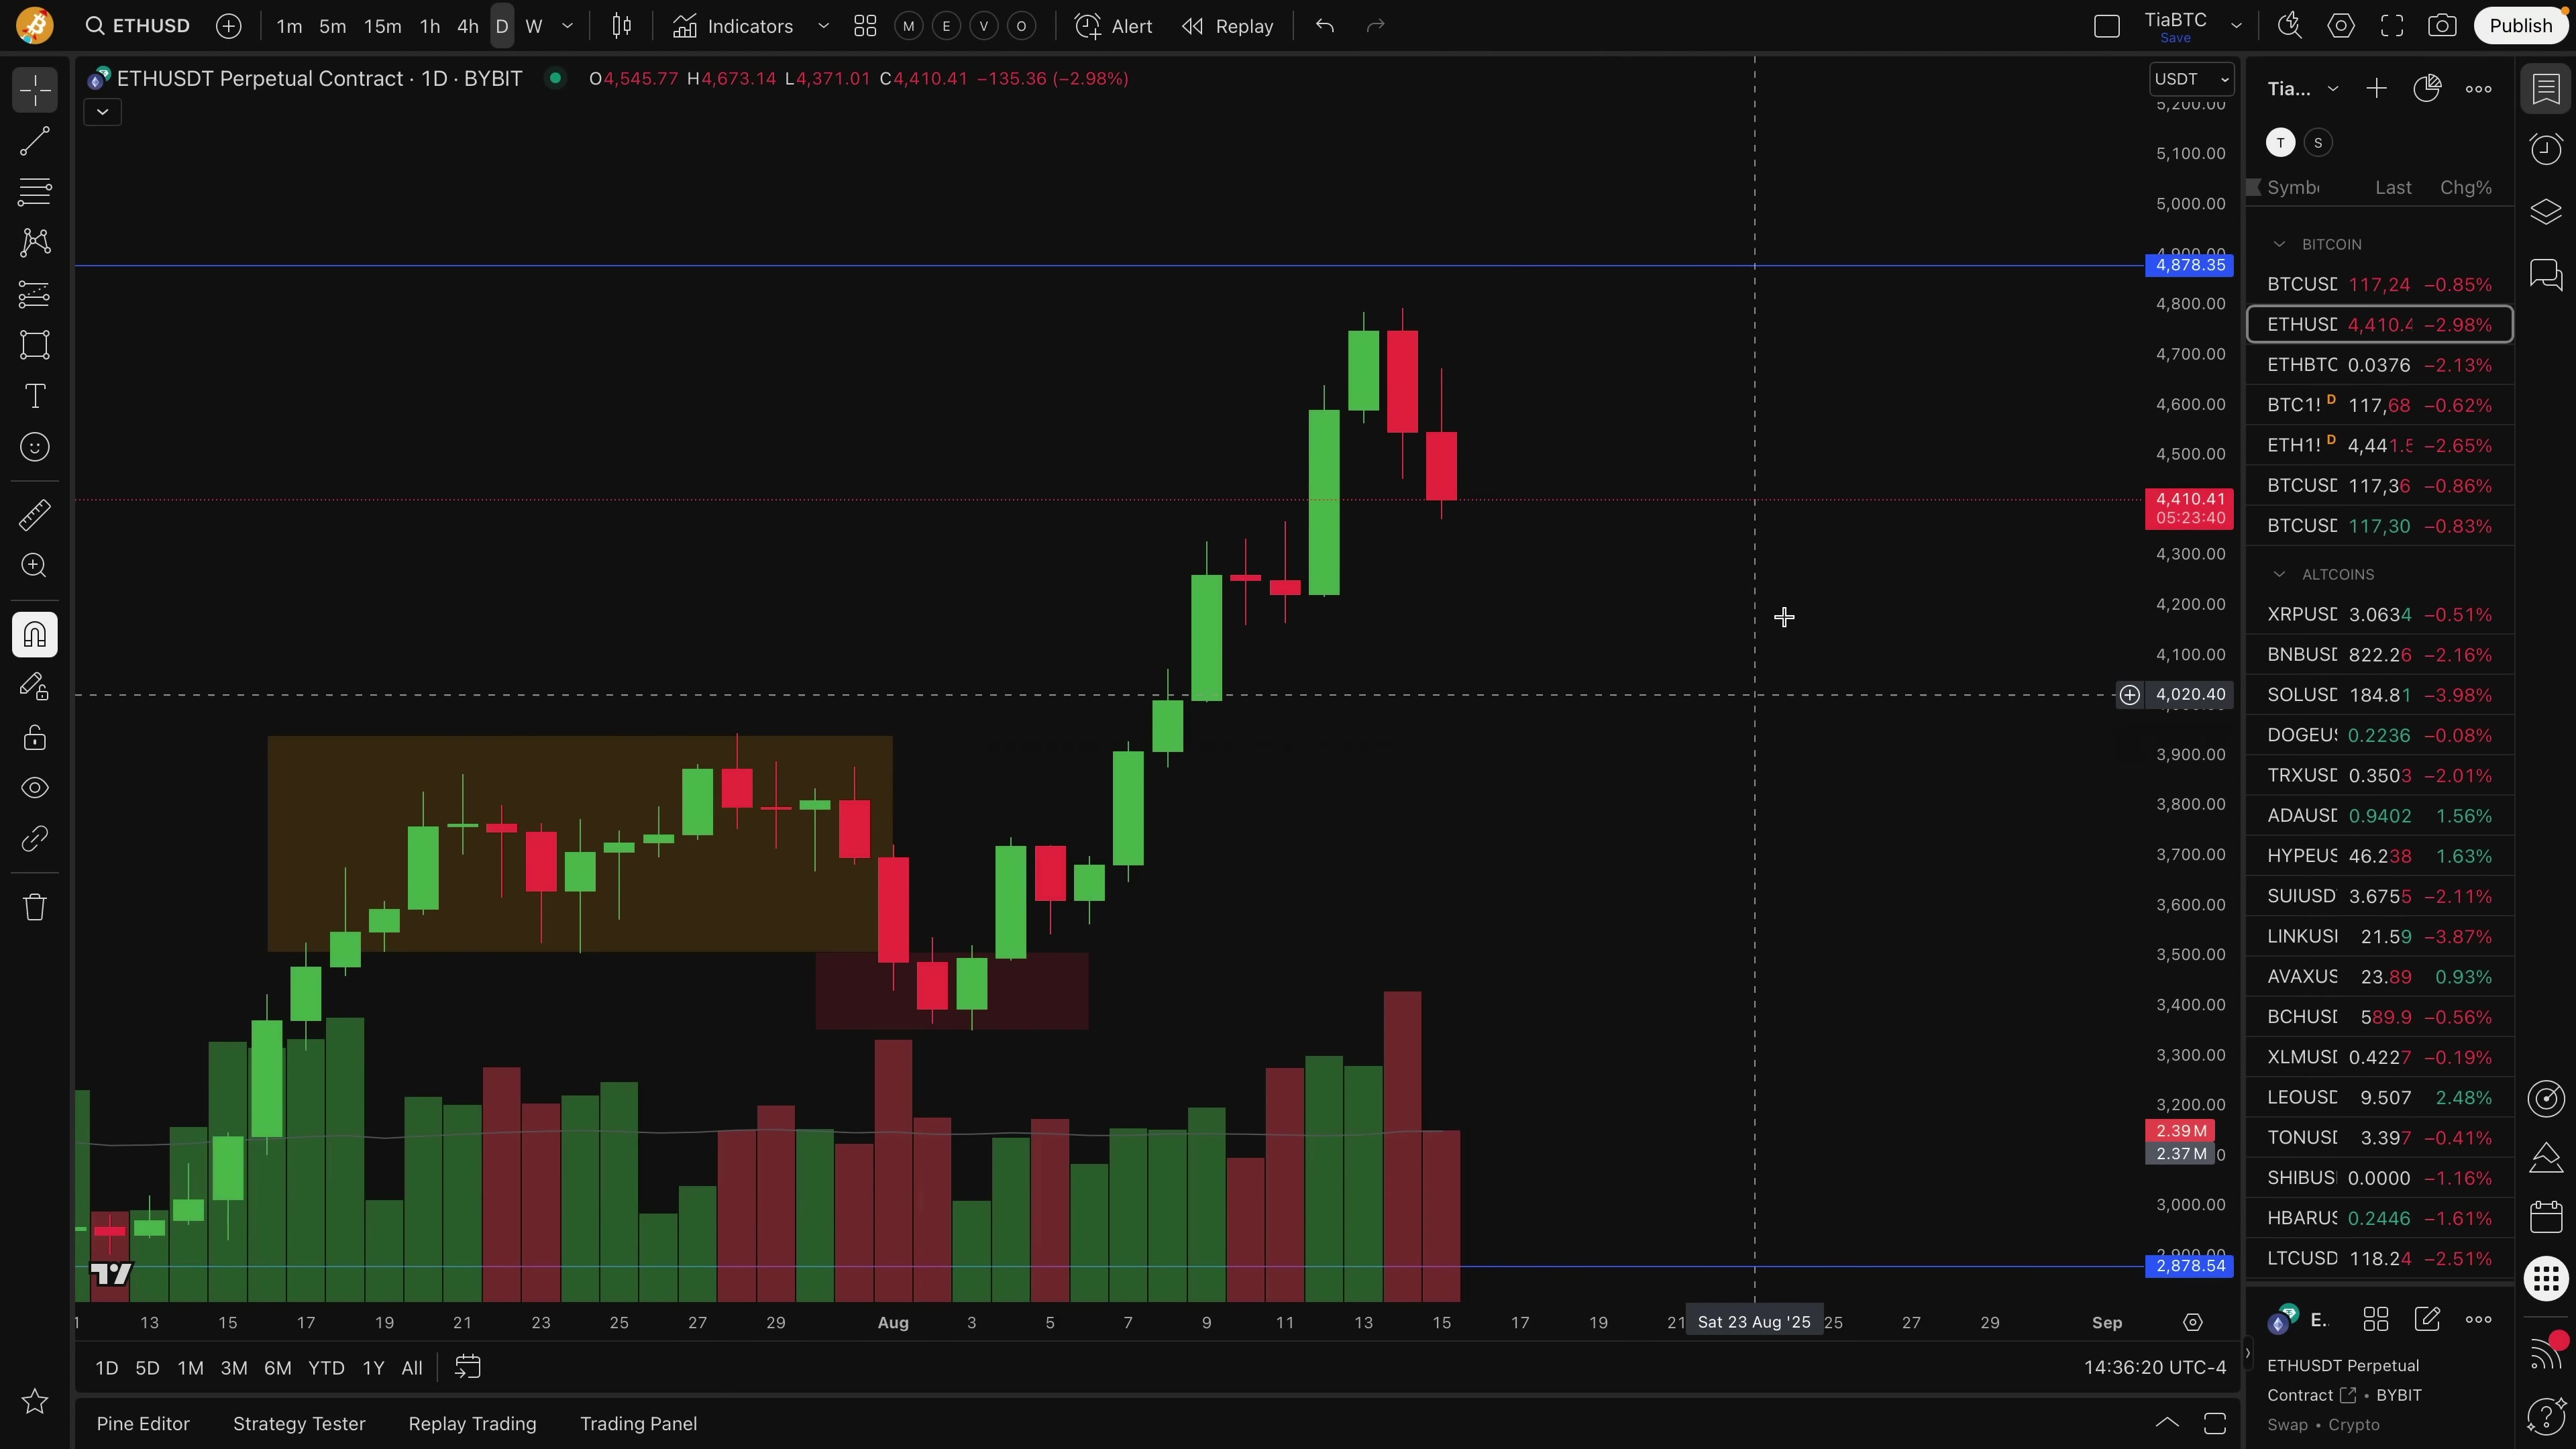 ETHUSD 1m 5m 15m 1h 4h D W Indicators M E V O Alert Replay TiaBTC Save Publish
ETHUSDT Perpetual Contract · 1D · BYBIT O4,545.77 H4,673.14 L4,371.01 C4,410.41 −135.36 (−2.98%)
USDT
5,200.00
5,100.00
5,000.00
4,900.00
4,878.35
4,800.00
4,700.00
4,600.00
4,500.00
4,410.41
05:23:40
4,300.00
4,200.00
4,100.00
4,020.40
3,900.00
3,800.00
3,700.00
3,600.00
3,500.00
3,400.00
3,300.00
3,200.00
2.39 M
2.37 M
3,000.00
2,900.00
2,878.54
13 15 17 19 21 23 25 27 29 Aug 3 5 7 9 11 13 15 17 19 21 Sat 23 Aug '25 25 27 29 Sep
1D 5D 1M 3M 6M YTD 1Y All
14:36:20 UTC-4
Pine Editor Strategy Tester Replay Trading Trading Panel
Tia...
T S
Symb Last Chg%
BITCOIN
BTCUSD 117,24 −0.85%
ETHUSD 4,410.4 −2.98%
ETHBTC 0.0376 −2.13%
BTC1! D 117,68 −0.62%
ETH1! D 4,441.5 −2.65%
BTCUSD 117,36 −0.86%
BTCUSD 117,30 −0.83%
ALTCOINS
XRPUSD 3.0634 −0.51%
BNBUSD 822.26 −2.16%
SOLUSD 184.81 −3.98%
DOGEUS 0.2236 −0.08%
TRXUSD 0.3503 −2.01%
ADAUSD 0.9402 1.56%
HYPEUS 46.238 1.63%
SUIUSD 3.6755 −2.11%
LINKUS 21.59 −3.87%
AVAXUS 23.89 0.93%
BCHUSD 589.9 −0.56%
XLMUSD 0.4227 −0.19%
LEOUSD 9.507 2.48%
TONUSD 3.397 −0.41%
SHIBUS 0.0000 −1.16%
HBARUS 0.2446 −1.61%
LTCUSD 118.24 −2.51%
E..
ETHUSDT Perpetual
Contract • BYBIT
Swap • Crypto